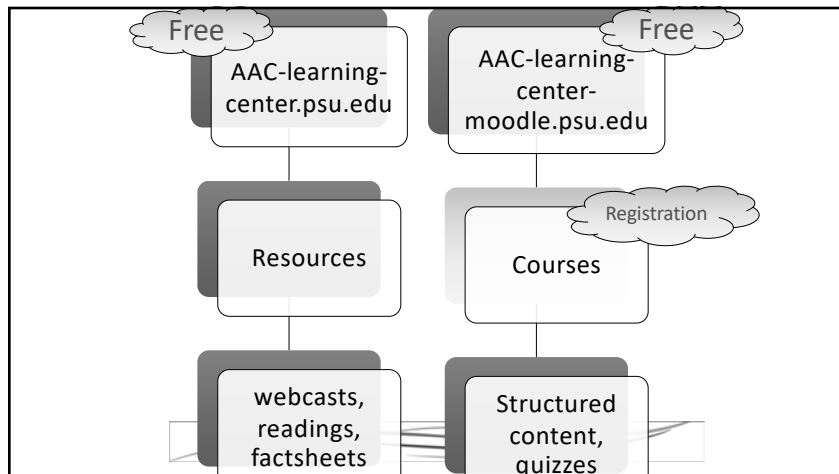 Free
AAC-learning-
center.psu.edu
Resources
webcasts,
readings,
factsheets
Free
AAC-learning-
center-
moodle.psu.edu
Registration
Courses
Structured
content,
quizzes